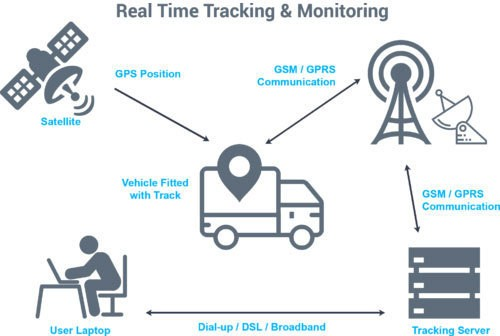 Real Time Tracking & Monitoring
GPS Position
GSM / GPRS
Communication
Satellite
Vehicle Fitted
with Track
GSM / GPRS
Communication
User Laptop
Dial-up / DSL / Broadband
Tracking Server